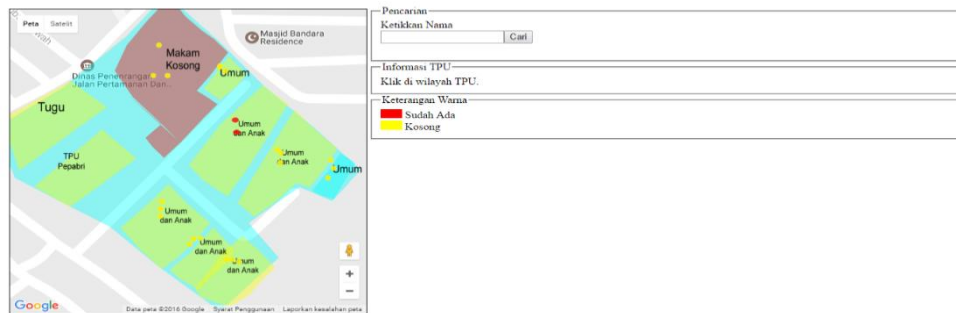 Peta Satelit
Masjid Bandara
Residence
Makam
Kosong
Dinas Penerangan
Jalan Pertamanan Dan..
Umum
Tugu
Umum
dan Anak
TPU
Pepabri
Umum
dan Anak
Umum
Umum
dan Anak
Umum
dan Anak
Umum
dan Anak
+
−
Google
Data peta ©2016 Google Syarat Penggunaan Laporkan kesalahan peta
Pencarian
Ketikkan Nama
Cari
Informasi TPU
Klik di wilayah TPU.
Keterangan Warna
Sudah Ada
Kosong